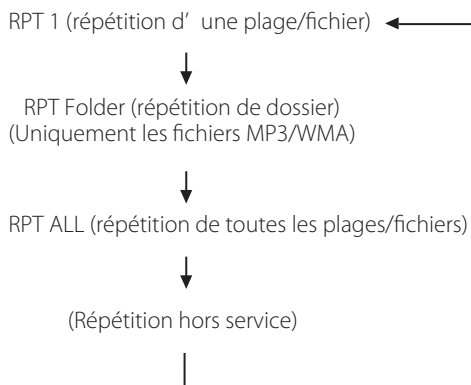 RPT 1 (répétition d’ une plage/fichier)
RPT Folder (répétition de dossier)
(Uniquement les fichiers MP3/WMA)
RPT ALL (répétition de toutes les plages/fichiers)
(Répétition hors service)